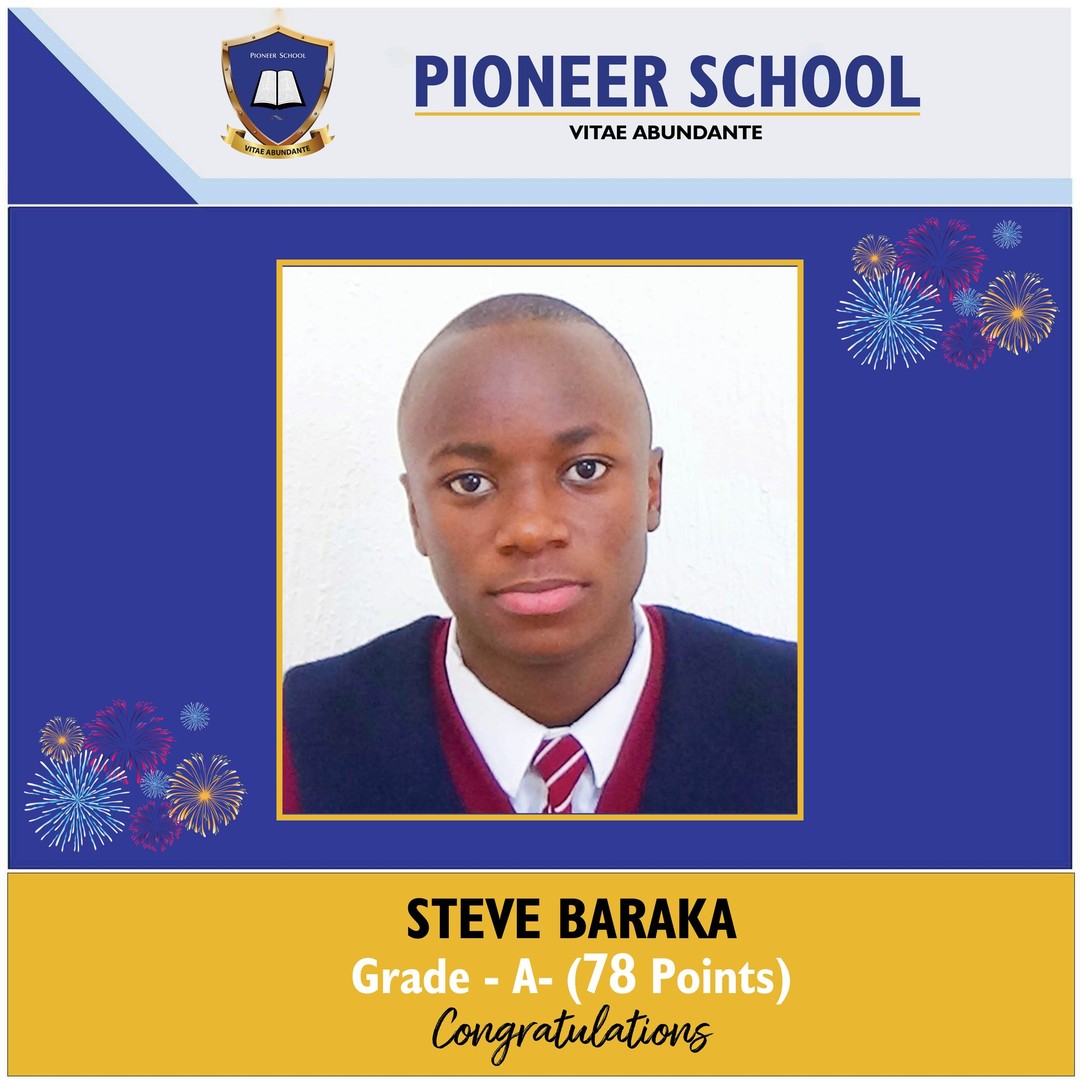 PIONEER SCHOOL
VITAE ABUNDANTE
PIONEER SCHOOL
VITAE ABUNDANTE
STEVE BARAKA
Grade - A- (78 Points)
Congratulations